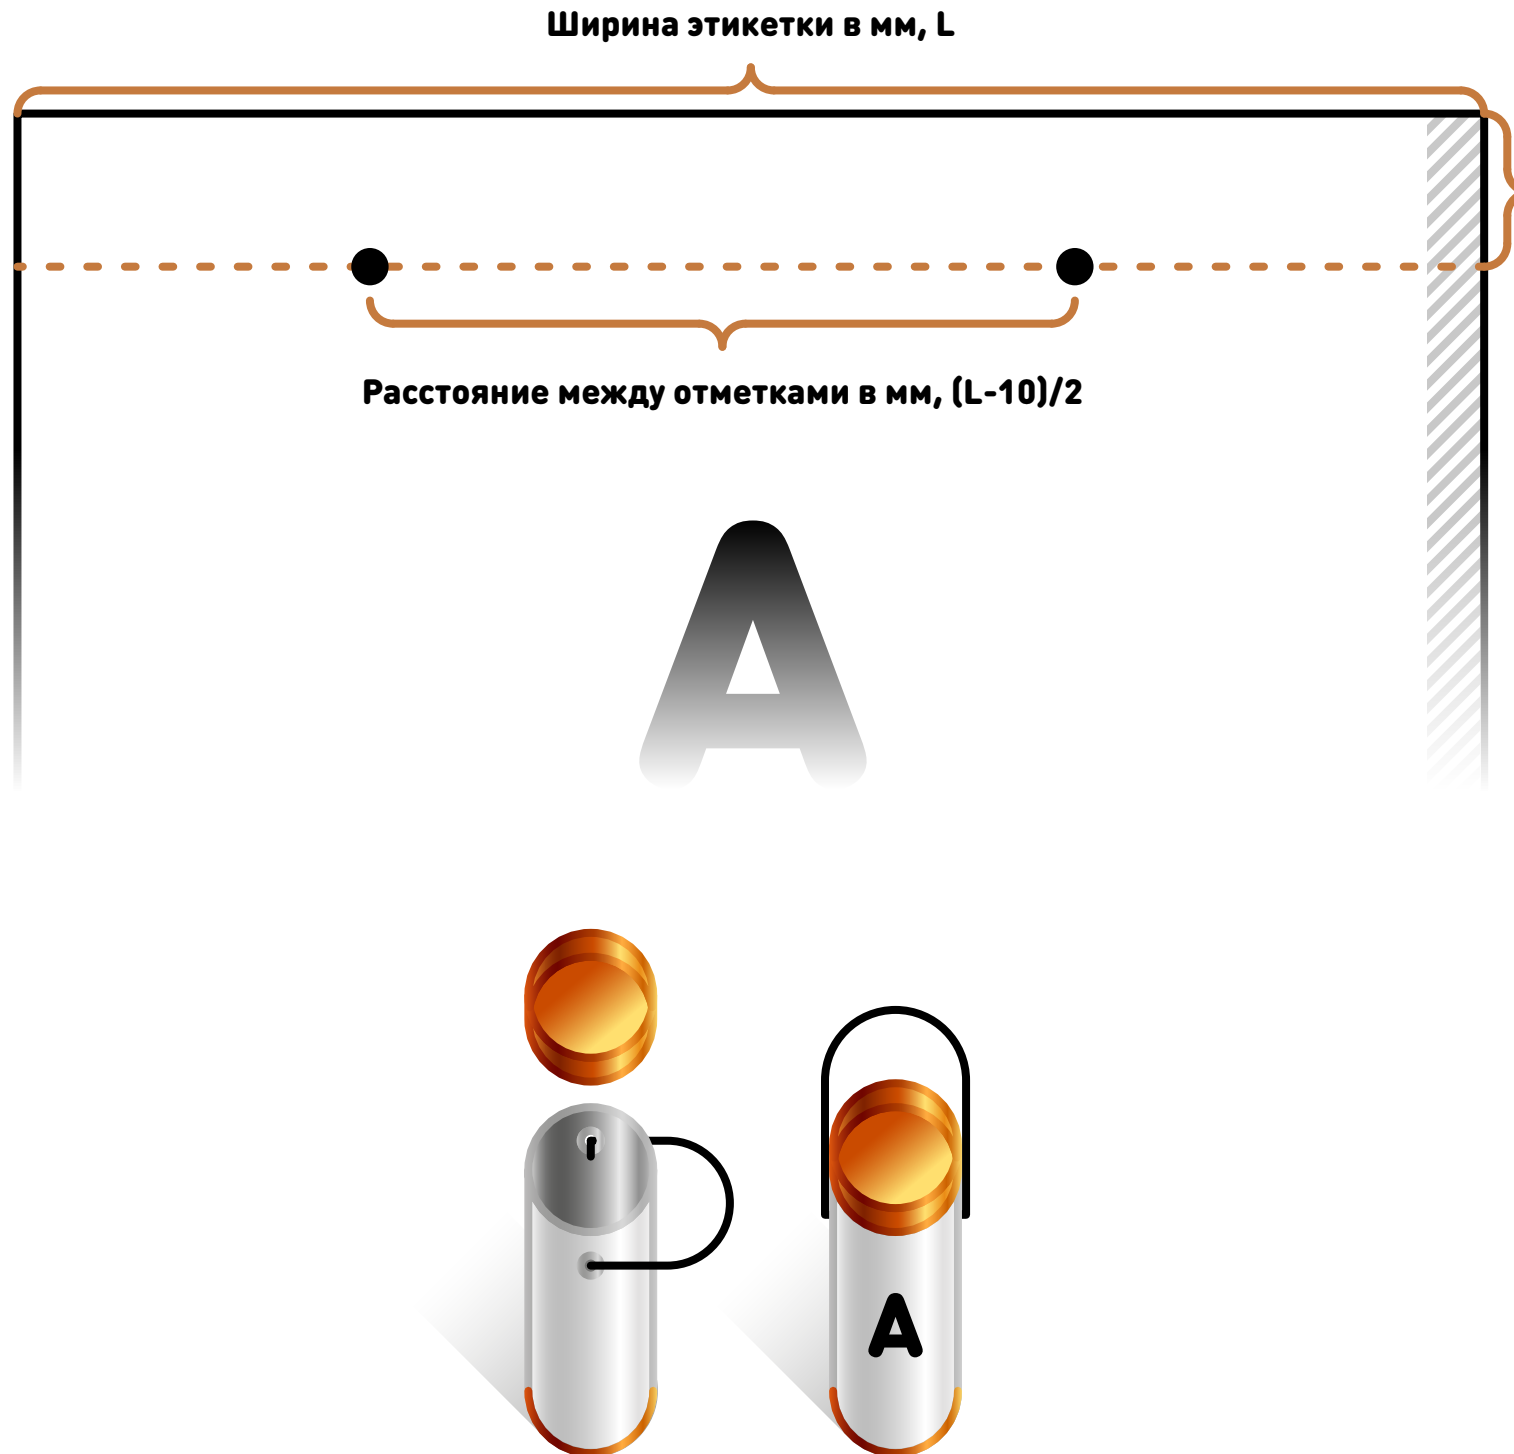 Ширина этикетки в мм, L
Расстояние между отметками в мм, (L-10)/2
А
А